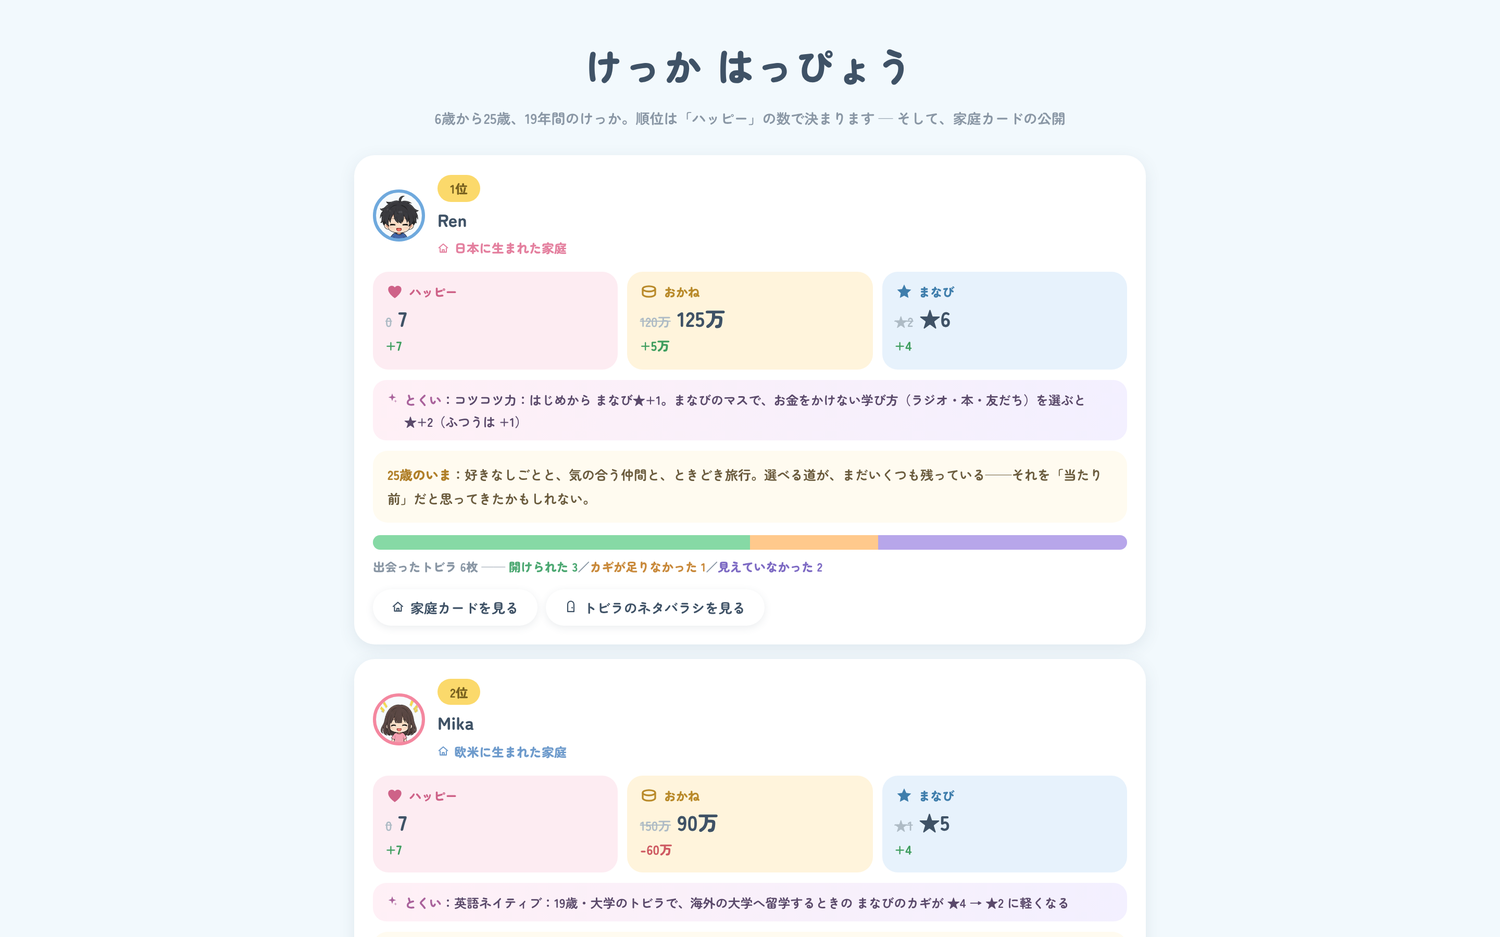 けっか はっぴょう
6歳から25歳、19年間のけっか。順位は「ハッピー」の数で決まります — そして、家庭カードの公開
1位
Ren
日本に生まれた家庭
ハッピー
0 7
+7
おかね
120万 125万
+5万
まなび
★2 ★6
+4
とくい：コツコツ力：はじめから まなび★+1。まなびのマスで、お金をかけない学び方（ラジオ・本・友だち）を選ぶと
★+2（ふつうは +1）
25歳のいま：好きなしごとと、気の合う仲間と、ときどき旅行。選べる道が、まだいくつも残っている——それを「当たり
前」だと思ってきたかもしれない。
出会ったトビラ 6枚 —— 開けられた 3／カギが足りなかった 1／見えていなかった 2
家庭カードを見る
トビラのネタバラシを見る
2位
Mika
欧米に生まれた家庭
ハッピー
0 7
+7
おかね
150万 90万
-60万
まなび
★1 ★5
+4
とくい：英語ネイティブ：19歳・大学のトビラで、海外の大学へ留学するときの まなびのカギが ★4 → ★2 に軽くなる